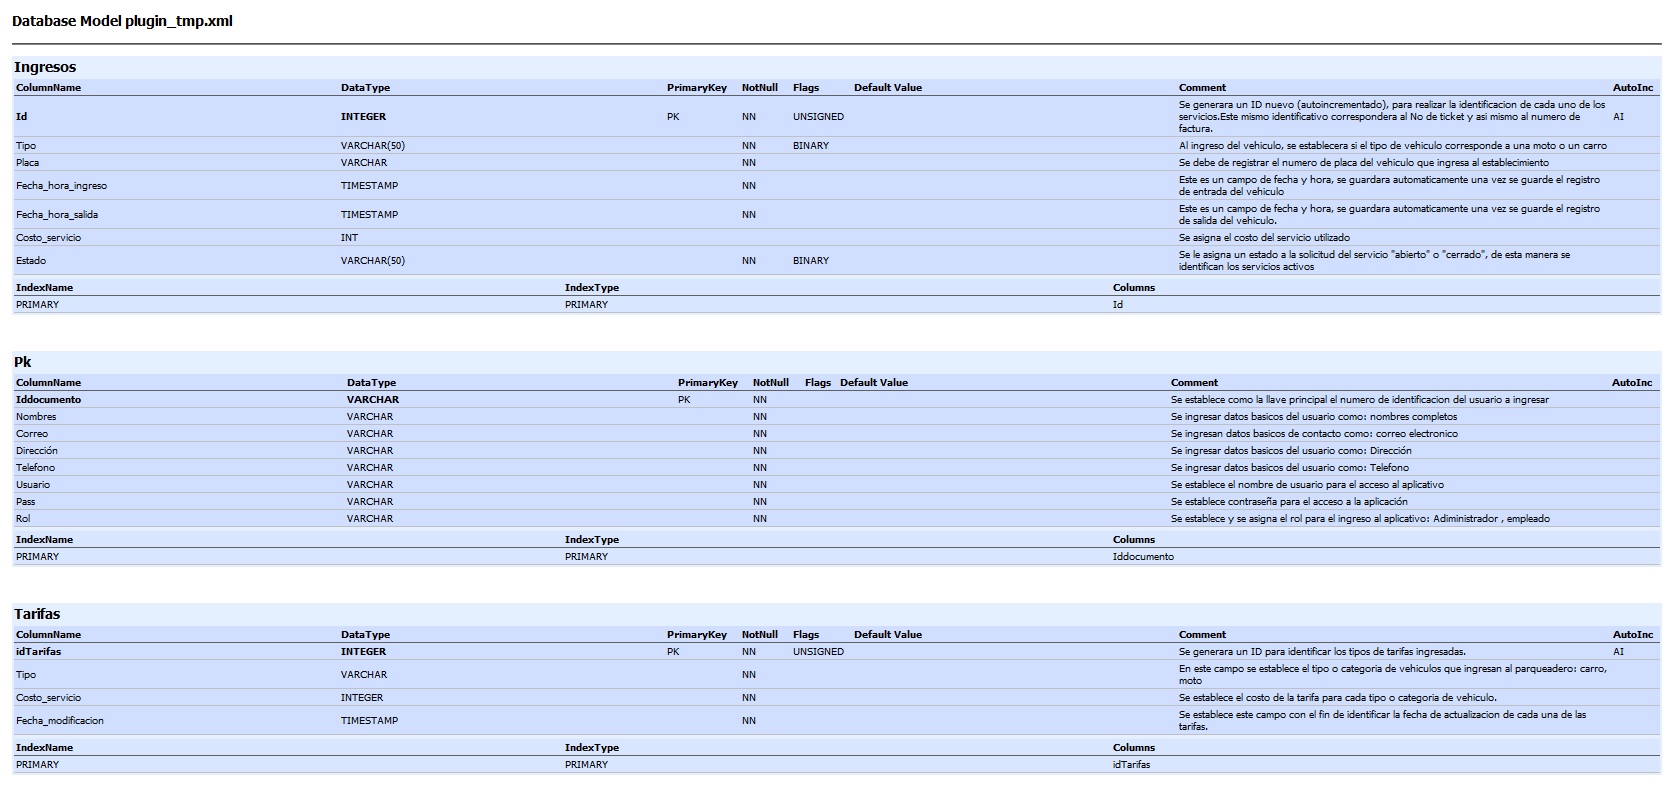 Database Model plugin_tmp.xml
Ingresos
ColumnName DataType PrimaryKey NotNull Flags Default Value Comment AutoInc
Id INTEGER PK NN UNSIGNED Se generara un ID nuevo (autoincrementado), para realizar la identificacion de cada uno de los servicios.Este mismo identificativo correspondera al No de ticket y asi mismo al numero de factura. AI
Tipo VARCHAR(50) NN BINARY Al ingreso del vehiculo, se establecera si el tipo de vehiculo corresponde a una moto o un carro
Placa VARCHAR NN Se debe de registrar el numero de placa del vehiculo que ingresa al establecimiento
Fecha_hora_ingreso TIMESTAMP NN Este es un campo de fecha y hora, se guardara automaticamente una vez se guarde el registro de entrada del vehiculo
Fecha_hora_salida TIMESTAMP NN Este es un campo de fecha y hora, se guardara automaticamente una vez se guarde el registro de salida del vehiculo.
Costo_servicio INT Se asigna el costo del servicio utilizado
Estado VARCHAR(50) NN BINARY Se le asigna un estado a la solicitud del servicio "abierto" o "cerrado", de esta manera se identifican los servicios activos
IndexName IndexType Columns
PRIMARY PRIMARY Id
Pk
ColumnName DataType PrimaryKey NotNull Flags Default Value Comment AutoInc
Iddocumento VARCHAR PK NN Se establece como la llave principal el numero de identificacion del usuario a ingresar
Nombres VARCHAR NN Se ingresar datos basicos del usuario como: nombres completos
Correo VARCHAR NN Se ingresan datos basicos de contacto como: correo electronico
Dirección VARCHAR NN Se ingresar datos basicos del usuario como: Dirección
Telefono VARCHAR NN Se ingresar datos basicos del usuario como: Telefono
Usuario VARCHAR NN Se establece el nombre de usuario para el acceso al aplicativo
Pass VARCHAR NN Se establece contraseña para el acceso a la aplicación
Rol VARCHAR NN Se establece y se asigna el rol para el ingreso al aplicativo: Adiministrador , empleado
IndexName IndexType Columns
PRIMARY PRIMARY Iddocumento
Tarifas
ColumnName DataType PrimaryKey NotNull Flags Default Value Comment AutoInc
idTarifas INTEGER PK NN UNSIGNED Se generara un ID para identificar los tipos de tarifas ingresadas. AI
Tipo VARCHAR NN En este campo se establece el tipo o categoria de vehiculos que ingresan al parqueadero: carro, moto
Costo_servicio INTEGER NN Se establece el costo de la tarifa para cada tipo o categoria de vehiculo.
Fecha_modificacion TIMESTAMP NN Se establece este campo con el fin de identificar la fecha de actualizacion de cada una de las tarifas.
IndexName IndexType Columns
PRIMARY PRIMARY idTarifas